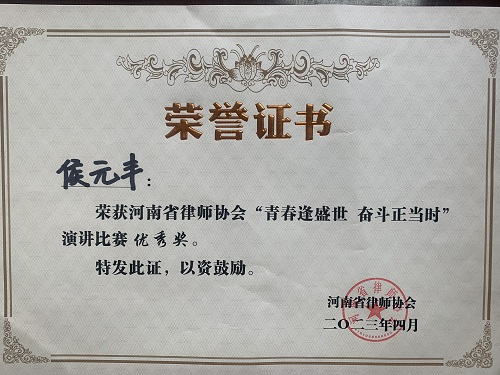 荣誉证书
侯元丰：
荣获河南省律师协会“青春逢盛世 奋斗正当时”
演讲比赛优秀奖。
特发此证，以资鼓励。
河南省律师协会
二〇二三年四月